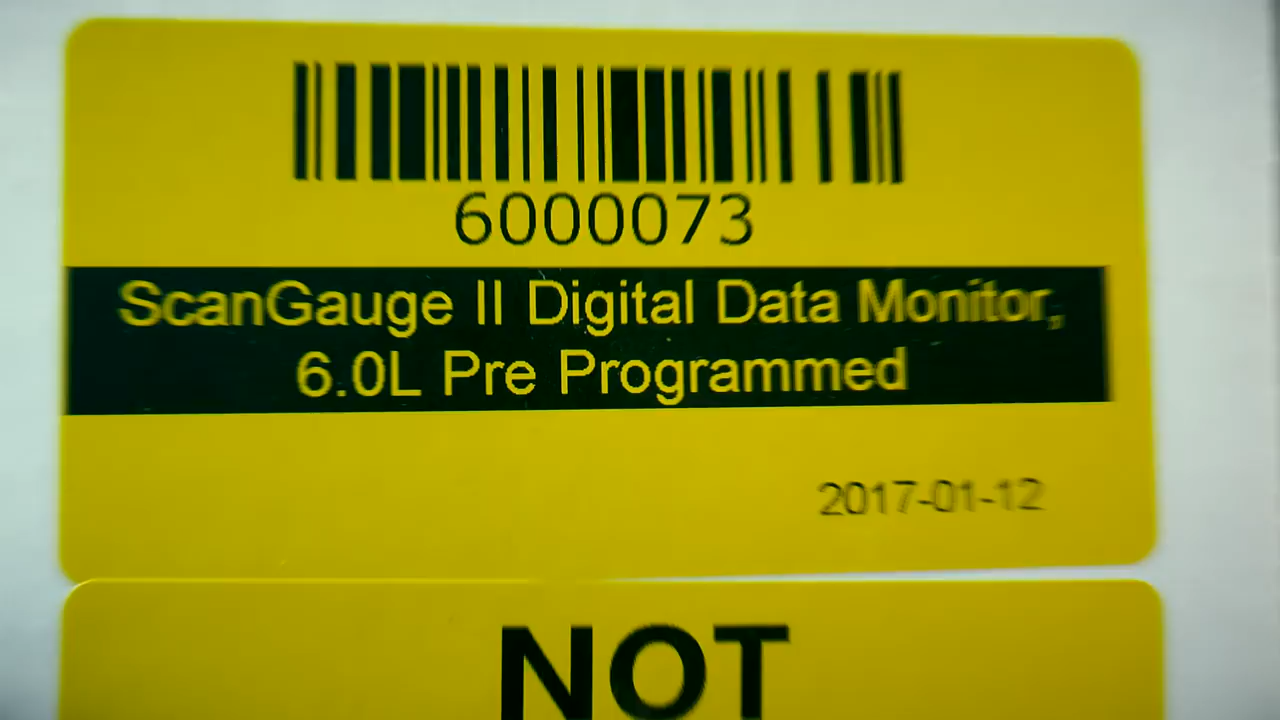 6000073
ScanGauge II Digital Data Monitor,
6.0L Pre Programmed
2017-01-12
NOT